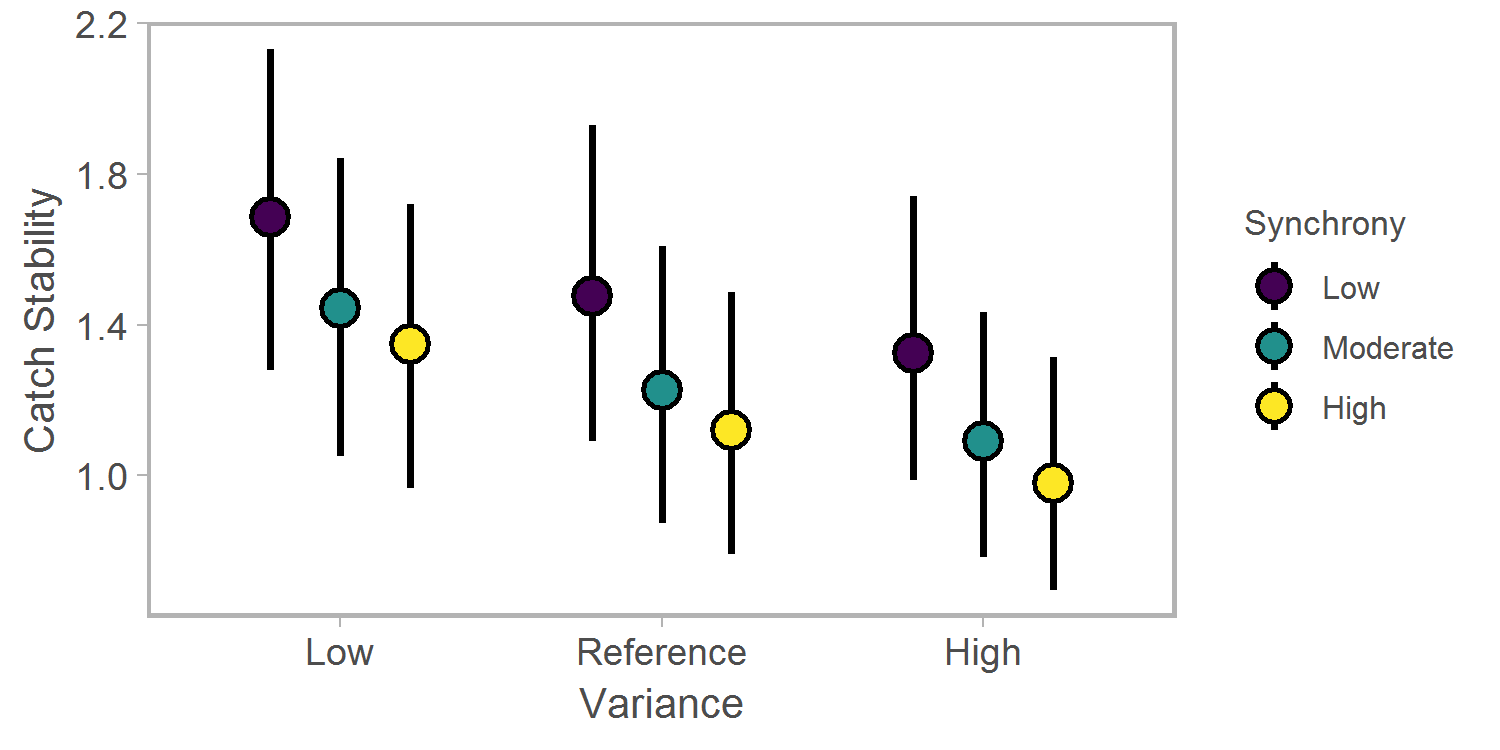 2.2
1.8
1.4
1.0
Catch Stability
Low
Reference
High
Variance
Synchrony
Low
Moderate
High